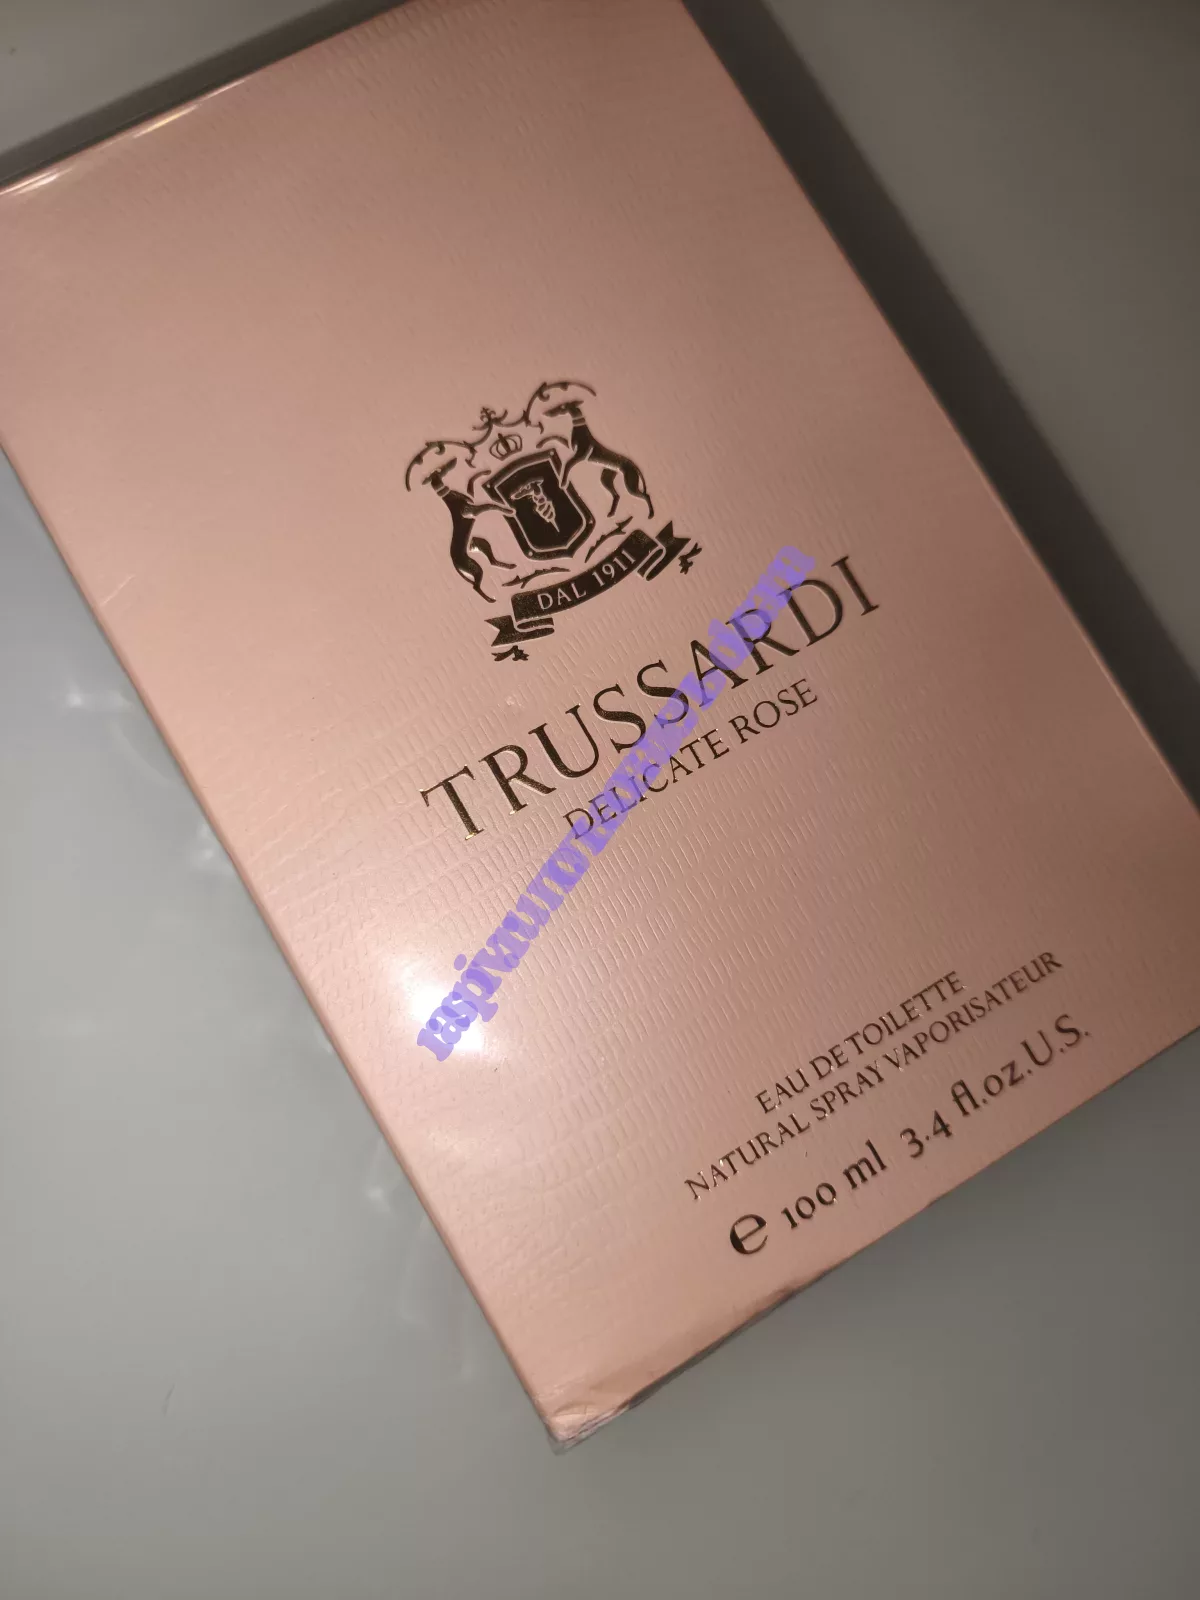 DAL 1911
TRUSSARDI
DELICATE ROSE
EAU DE TOILETTE
NATURAL SPRAY VAPORISATEUR
e 100 ml 3.4 fl.oz.U.S.